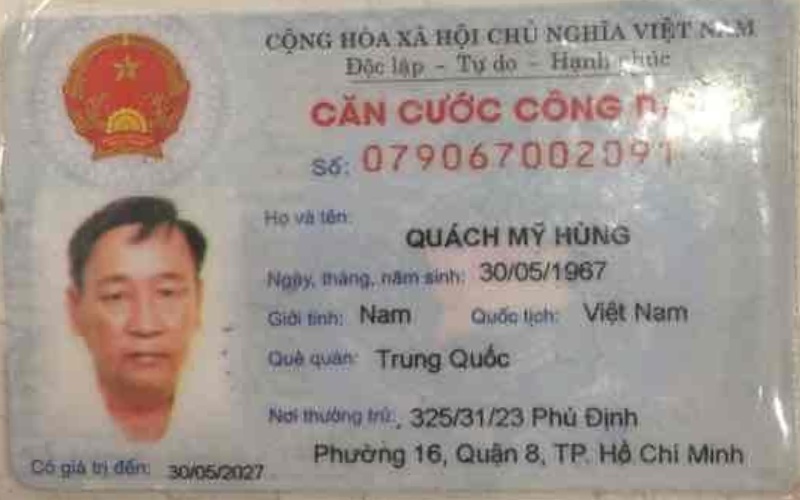 CỘNG HÒA XÃ HỘI CHỦ NGHĨA VIỆT NAM
Độc lập - Tự do - Hạnh phúc
CĂN CƯỚC CÔNG
Số: 079067002091
Họ và tên:
QUÁCH MỸ HÙNG
Ngày, tháng, năm sinh: 30/05/1967
Giới tính: Nam Quốc tịch: Việt Nam
Quê quán: Trung Quốc
Nơi thường trú: 325/31/23 Phú Định
Phường 16, Quận 8, TP. Hồ Chí Minh
Có giá trị đến: 30/05/2027